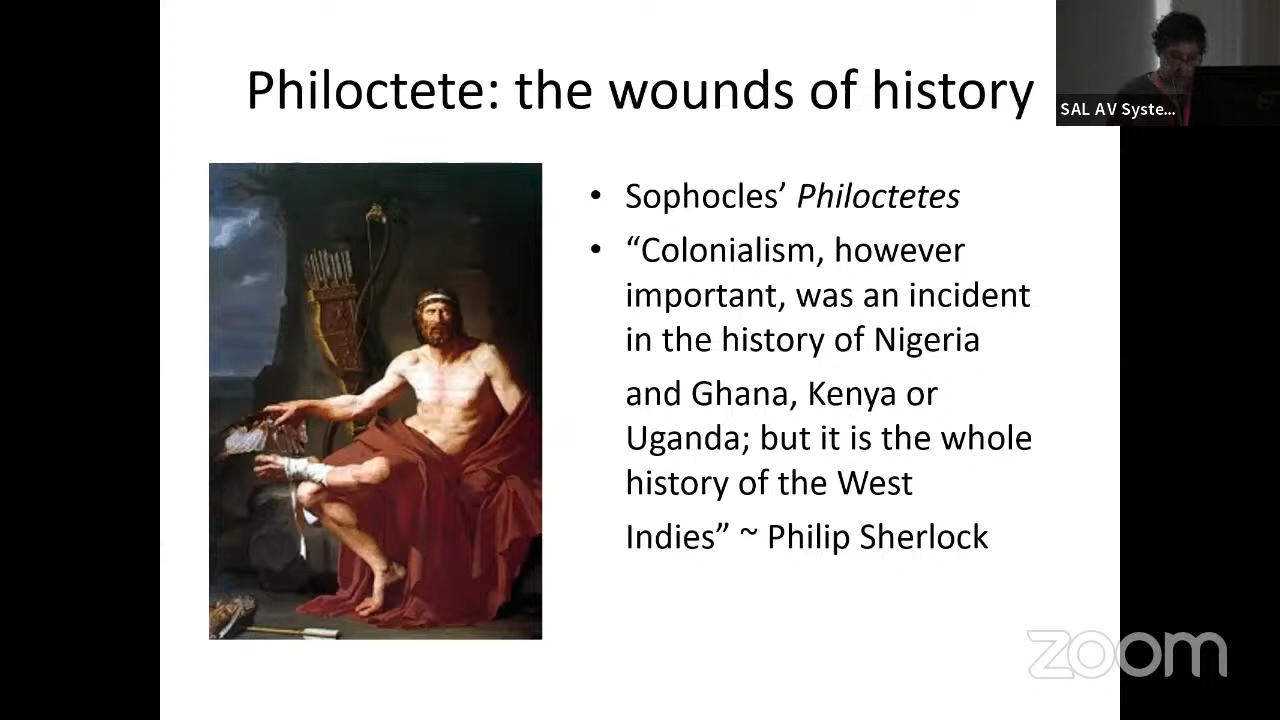 Philoctete: the wounds of history
SAL AV Syste...
• Sophocles’ Philoctetes
• “Colonialism, however
important, was an incident
in the history of Nigeria
and Ghana, Kenya or
Uganda; but it is the whole
history of the West
Indies” ~ Philip Sherlock
zoom